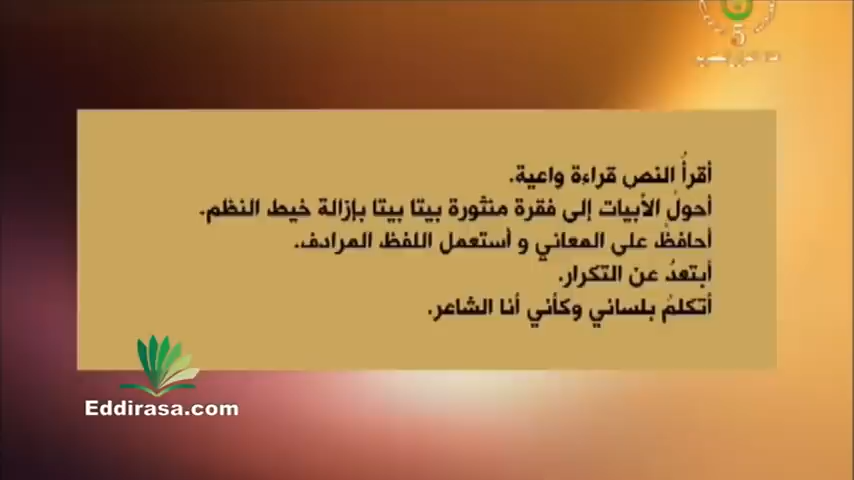 5
أقرأُ النص قراءة واعية.
أحولُ الأبيات إلى فقرة منثورة بيتا بيتا بإزالة خيط النظم.
أحافظُ على المعاني و أستعمل اللفظ المرادف.
أبتعدُ عن التكرار.
أتكلمُ بلساني وكأني أنا الشاعر.
Eddirasa.com